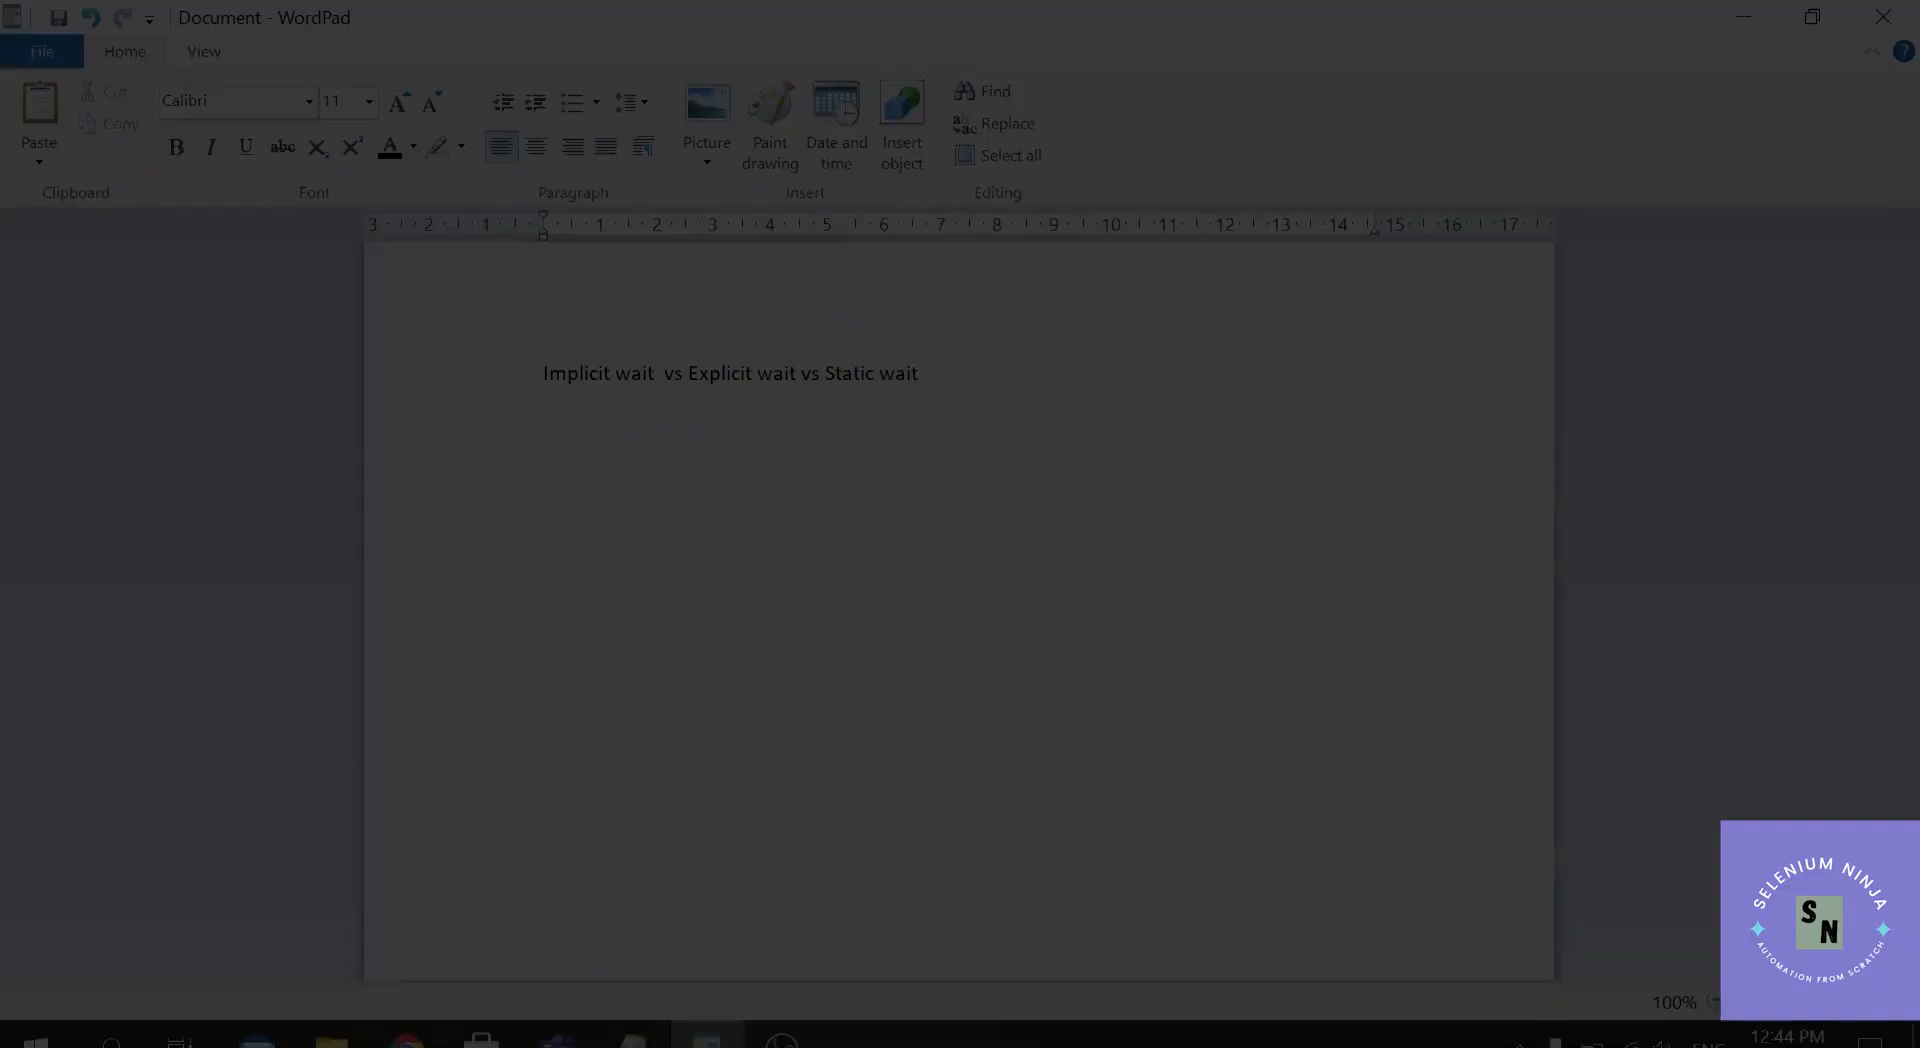 Document - WordPad
File Home View
Paste
Cut
Copy
Clipboard
Calibri 11
B I U abc X X A
Font
Paragraph
Picture
Paint drawing
Date and time
Insert object
Insert
Find
Replace
Select all
Editing
3 2 1 1 2 3 4 5 6 7 8 9 10 11 12 13 14 15 16 17
Implicit wait  vs Explicit wait vs Static wait
SELENIUM NINJA
SN
AUTOMATION FROM SCRATCH
100%
ENG
12:44 PM